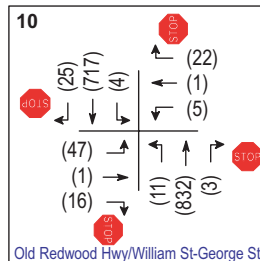 10
STOP
(22)
(25) (717) (4)
(1)
STOP
(5)
(47)
(1)
(16)
STOP
(11) (832) (3)
STOP
Old Redwood Hwy/William St-George St